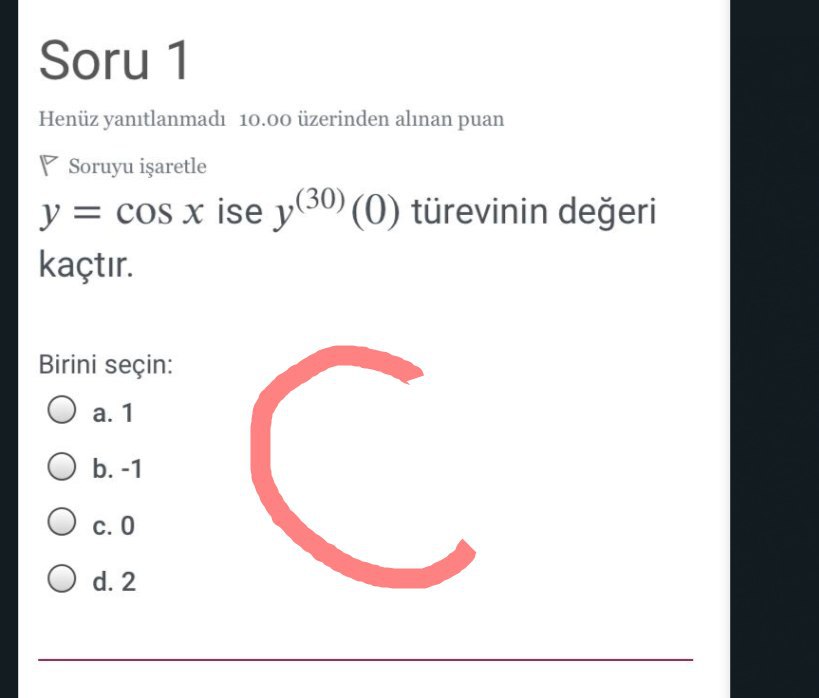 Soru 1
Henüz yanıtlanmadı 10.00 üzerinden alınan puan
Soruyu işaretle
y = cos x ise y⁽³⁰⁾(0) türevinin değeri
kaçtır.
Birini seçin:
a. 1
b. -1
c. 0
d. 2
C